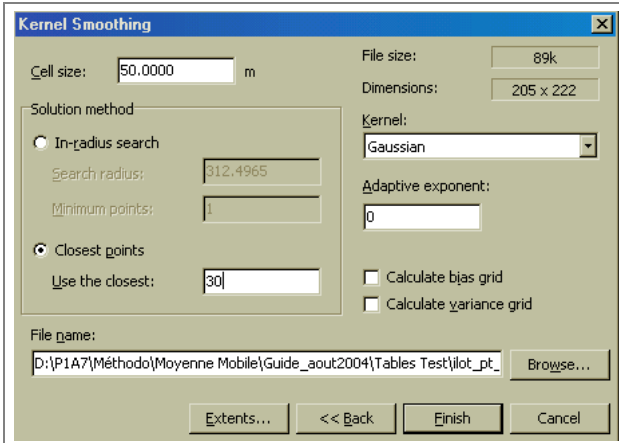 Kernel Smoothing
Cell size: 50.0000 m
File size: 89k
Dimensions: 205 x 222
Solution method
In-radius search
Search radius: 312.4965
Minimum points: 1
Closest points
Use the closest: 30
Kernel:
Gaussian
Adaptive exponent:
0
Calculate bias grid
Calculate variance grid
File name:
D:\P1A7\Méthodo\Moyenne Mobile\Guide_aout2004\Tables Test\ilot_pt_
Browse...
Extents... << Back Finish Cancel